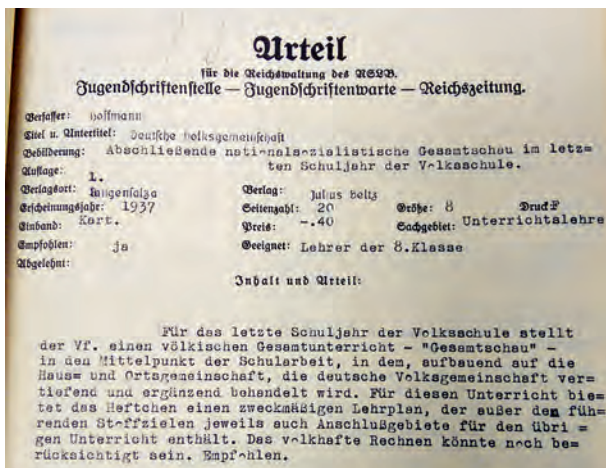 Urteil
für die Reichswaltung des NSLB.
Jugendschriftenstelle — Jugendschriftenwarte — Reichszeitung.
Verfasser: hoffmann
Titel u. Untertitel: Deutsche Volksgemeinschaft
Bebilderung: Abschließende nationalsozialistische Gesamtschau im letz=
ten Schuljahr der Volksschule.
Auflage: 1.
Verlagsort: langensalza Verlag: Julius beltz
Erscheinungsjahr: 1937 Seitenzahl: 20 Größe: 8 Druck F
Einband: Kart. Preis: -.40 Sachgebiet: Unterrichtslehre
Empfohlen: ja Geeignet: Lehrer der 8.Klasse
Abgelehnt:
Inhalt und Urteil:
Für das letzte Schuljahr der Volksschule stellt
der Vf. einen völkischen Gesamtunterricht - "Gesamtschau" -
in den Mittelpunkt der Schularbeit, in dem, aufbauend auf die
Haus= und Ortsgemeinschaft, die deutsche Volksgemeinschaft ver=
tiefend und ergänzend behandelt wird. Für diesen Unterricht bie=
tet das Heftchen einen zweckmäßigen Lehrplan, der außer den füh=
renden Stoffzielen jeweils auch Anschlußgebiete für den übri =
gen Unterricht enthält. Das volkhafte Rechnen könnte noch be=
rücksichtigt sein. Empfohlen.